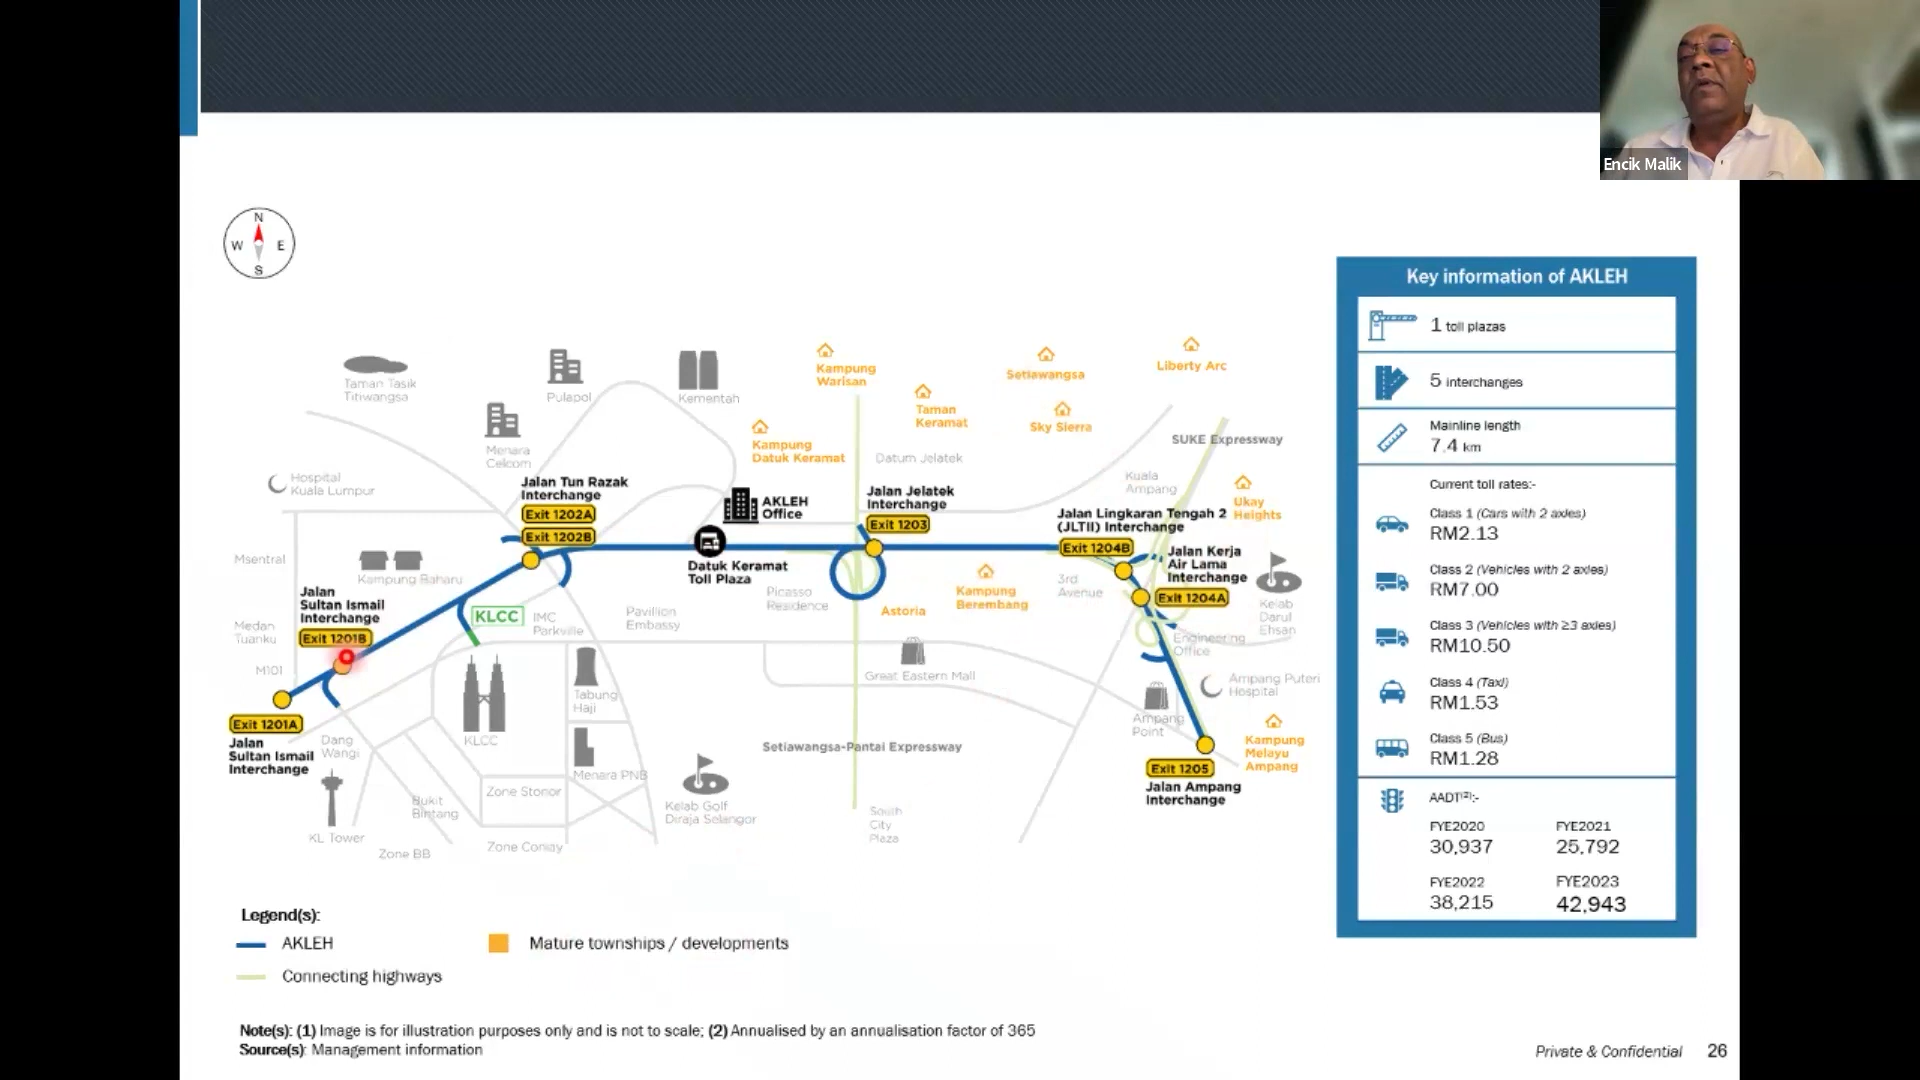 Encik Malik
N
W E
S
Key information of AKLEH
1 toll plazas
5 interchanges
Mainline length
7.4 km
Current toll rates:-
Class 1 (Cars with 2 axles)
RM2.13
Class 2 (Vehicles with 2 axles)
RM7.00
Class 3 (Vehicles with ≥3 axles)
RM10.50
Class 4 (Taxi)
RM1.53
Class 5 (Bus)
RM1.28
AADT(2):-
FYE2020 FYE2021
30,937 25,792
FYE2022 FYE2023
38,215 42,943
Taman Tasik
Titiwangsa
Pulapol
Kementah
Menara
Celcom
Hospital
Kuala Lumpur
Kampung
Warisan
Taman
Keramat
Setiawangsa
Sky Sierra
Liberty Arc
Kampung
Datuk Keramat
Datum Jelatek
SUKE Expressway
Kuala
Ampang
Ukay
Heights
Jalan Tun Razak
Interchange
Exit 1202A
Exit 1202B
AKLEH
Office
Jalan Jelatek
Interchange
Exit 1203
Jalan Lingkaran Tengah 2
(JLTII) Interchange
Exit 1204B
Jalan Kerja
Air Lama
Interchange
Exit 1204A
Datuk Keramat
Toll Plaza
Msentral
Kampung Baharu
Jalan
Sultan Ismail
Interchange
Exit 1201B
KLCC
IMC
Parkville
Pavillion
Embassy
Picasso
Residence
Astoria
Kampung
Berembang
3rd
Avenue
Kelab
Darul
Ehsan
Engineering
Office
Medan
Tuanku
M101
Great Eastern Mall
Ampang Puteri
Hospital
Tabung
Haji
KLCC
Ampang
Point
Kampung
Melayu
Ampang
Exit 1201A
Jalan
Sultan Ismail
Interchange
Dang
Wangi
Setiawangsa-Pantai Expressway
Menara PNB
Exit 1205
Jalan Ampang
Interchange
Zone Stonor
Bukit
Bintang
Kelab Golf
Diraja Selangor
South
City
Plaza
KL Tower
Zone BB
Zone Conlay
Legend(s):
AKLEH
Mature townships / developments
Connecting highways
Note(s): (1) Image is for illustration purposes only and is not to scale; (2) Annualised by an annualisation factor of 365
Source(s): Management information
Private & Confidential 26